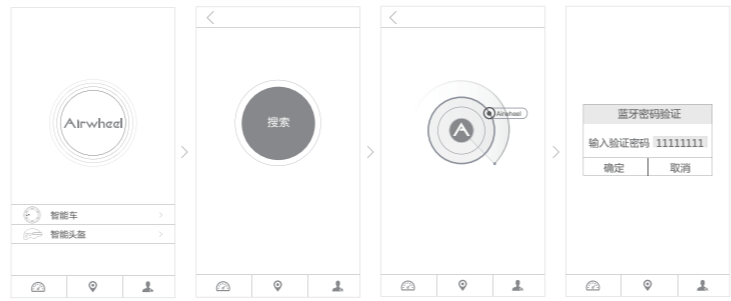 Airwheel
智能车
智能头盔
搜索
Airwheel
蓝牙密码验证
输入验证密码 11111111
确定 取消